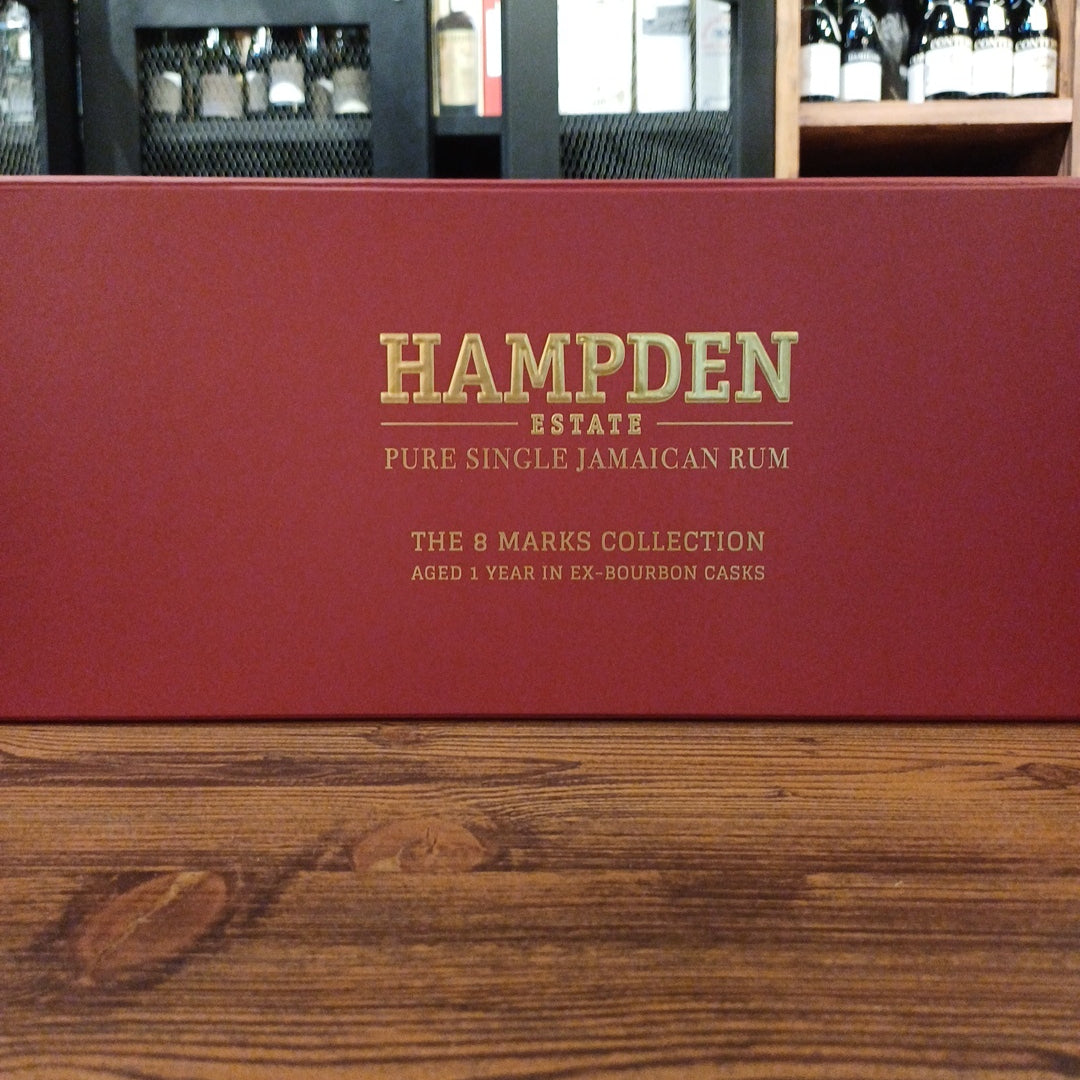 HAMPDEN
ESTATE
PURE SINGLE JAMAICAN RUM
THE 8 MARKS COLLECTION
AGED 1 YEAR IN EX-BOURBON CASKS